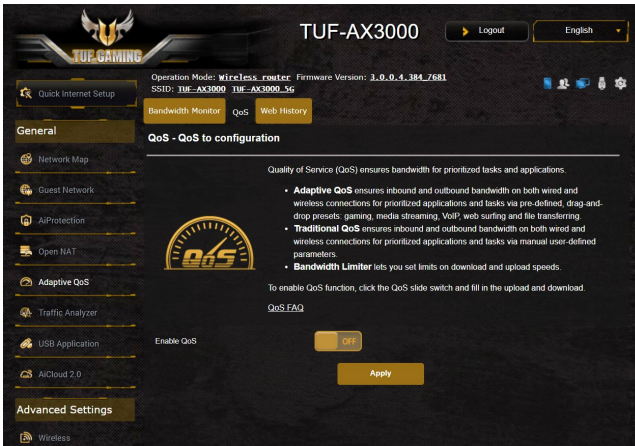 TUF-AX3000
Logout
English
TUF GAMING
Quick Internet Setup
Operation Mode: Wireless router Firmware Version: 3.0.0.4.384_7681
SSID: TUF-AX3000 TUF-AX3000_5G
Bandwidth Monitor QoS Web History
General
Network Map
Guest Network
AiProtection
Open NAT
Adaptive QoS
Traffic Analyzer
USB Application
AiCloud 2.0
Advanced Settings
Wireless
QoS - QoS to configuration
Quality of Service (QoS) ensures bandwidth for prioritized tasks and applications.
• Adaptive QoS ensures inbound and outbound bandwidth on both wired and
wireless connections for prioritized applications and tasks via pre-defined, drag-and-
drop presets: gaming, media streaming, VoIP, web surfing and file transferring.
• Traditional QoS ensures inbound and outbound bandwidth on both wired and
wireless connections for prioritized applications and tasks via manual user-defined
parameters.
• Bandwidth Limiter lets you set limits on download and upload speeds.
QoS
To enable QoS function, click the QoS slide switch and fill in the upload and download.
QoS FAQ
Enable QoS
OFF
Apply